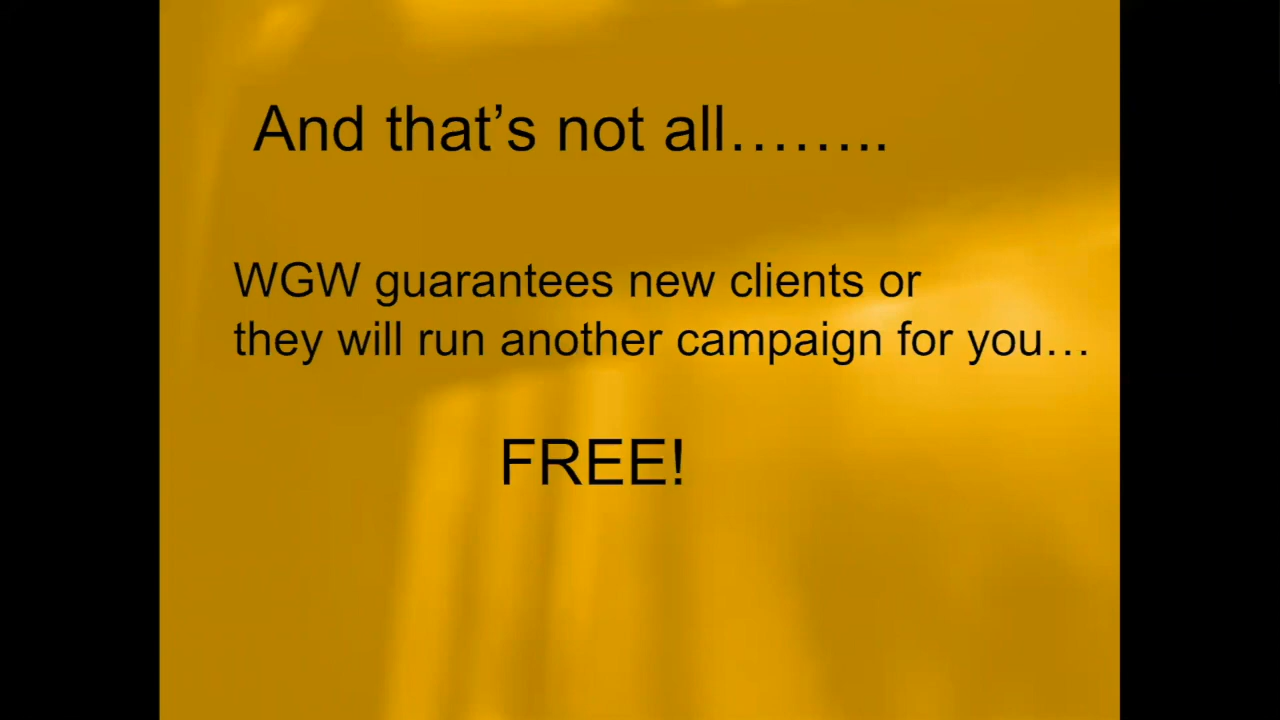 And that’s not all……..
WGW guarantees new clients or
they will run another campaign for you…
FREE!